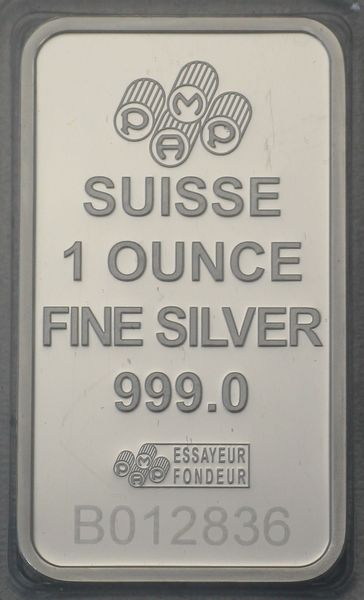 PAMP
SUISSE
1 OUNCE
FINE SILVER
999.0
PAMP ESSAYEUR
FONDEUR
B012836